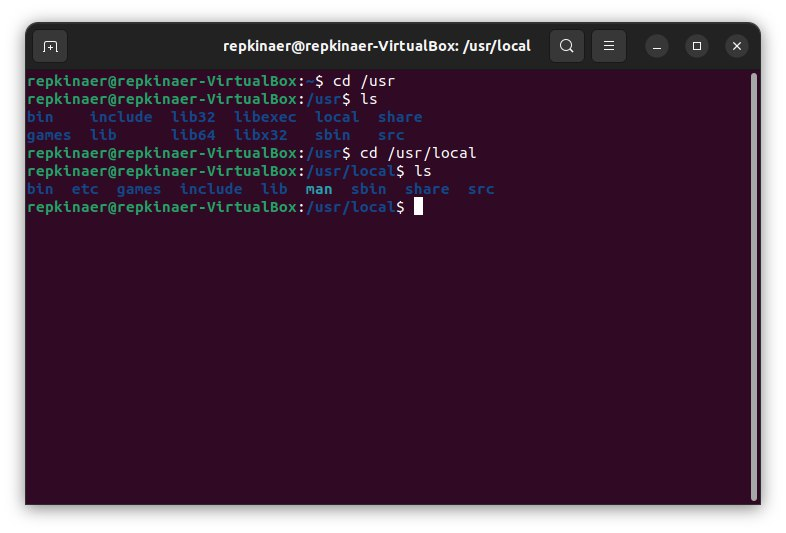 repkinaer@repkinaer-VirtualBox: /usr/local
repkinaer@repkinaer-VirtualBox:~$ cd /usr
repkinaer@repkinaer-VirtualBox:/usr$ ls
bin    include  lib32  libexec  local  share
games  lib      lib64  libx32   sbin   src
repkinaer@repkinaer-VirtualBox:/usr$ cd /usr/local
repkinaer@repkinaer-VirtualBox:/usr/local$ ls
bin  etc  games  include  lib  man  sbin  share  src
repkinaer@repkinaer-VirtualBox:/usr/local$